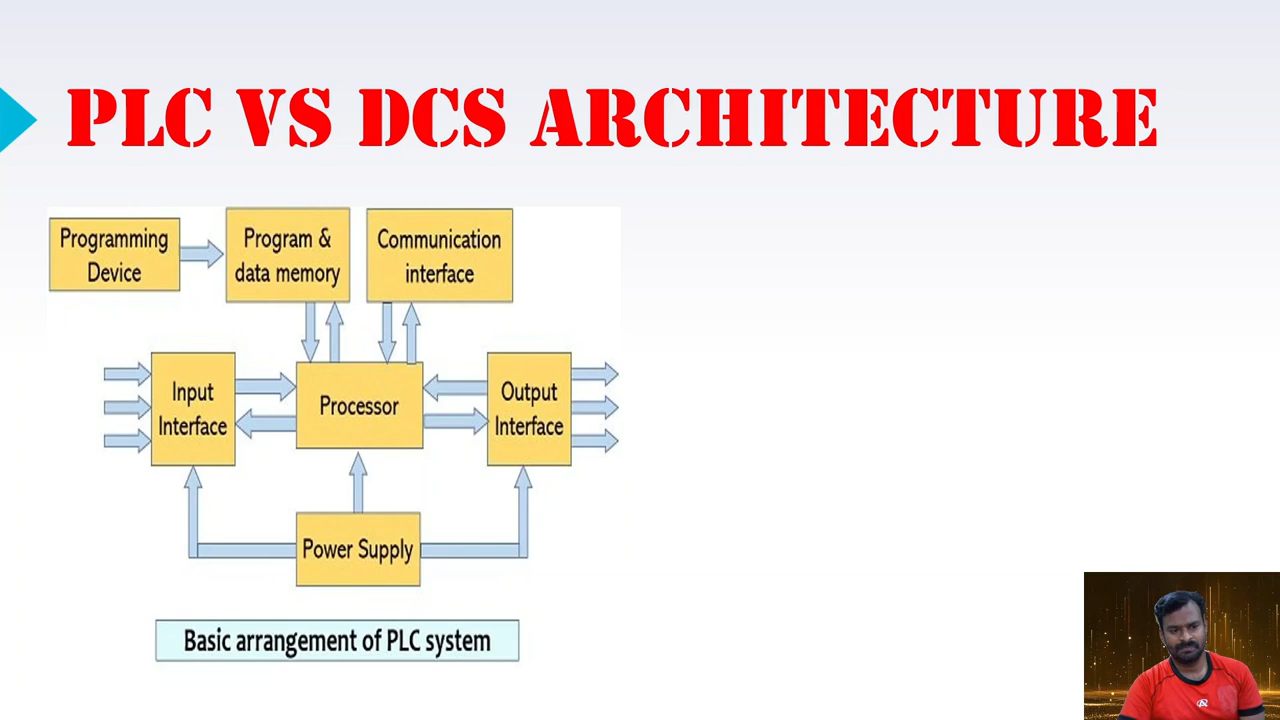 PLC VS DCS ARCHITECTURE
Programming
Device
Program &
data memory
Communication
interface
Input
Interface
Processor
Output
Interface
Power Supply
Basic arrangement of PLC system